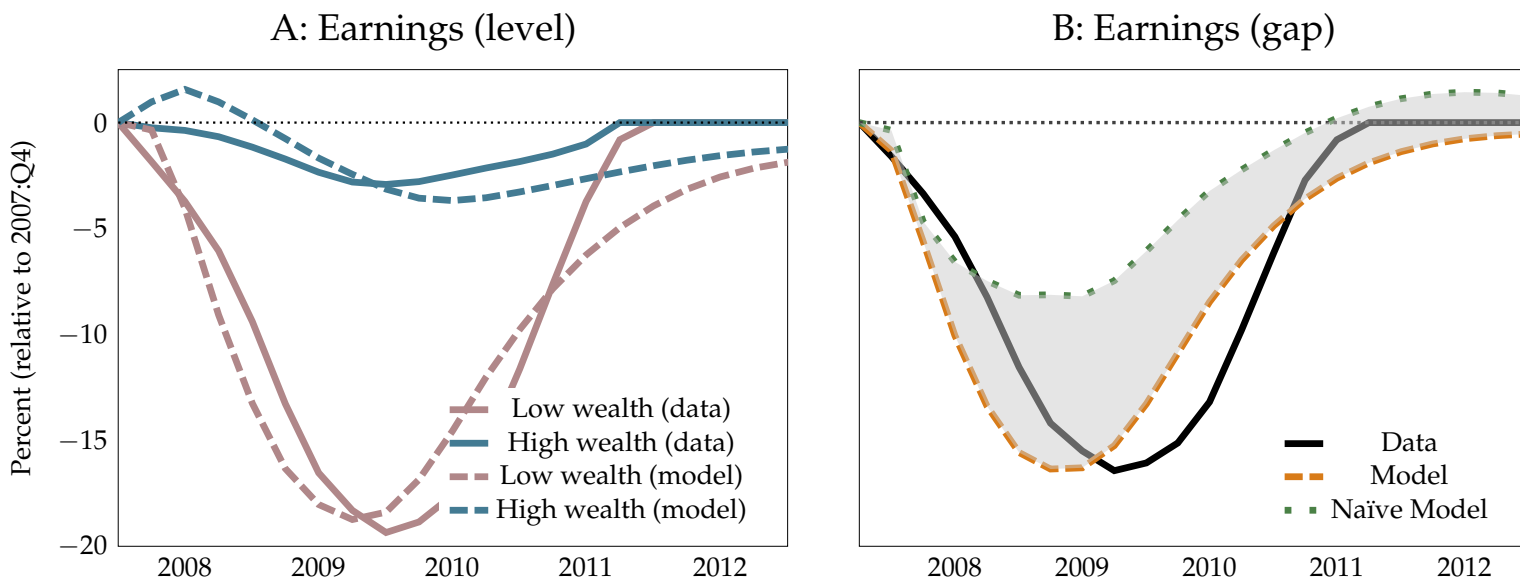 A: Earnings (level)
Percent (relative to 2007:Q4)
0
−5
−10
−15
−20
Low wealth (data)
High wealth (data)
Low wealth (model)
High wealth (model)
2008 2009 2010 2011 2012
B: Earnings (gap)
Data
Model
Naïve Model
2008 2009 2010 2011 2012